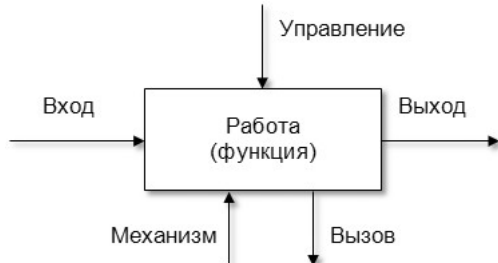 Управление
Вход
Работа
(функция)
Выход
Механизм
Вызов